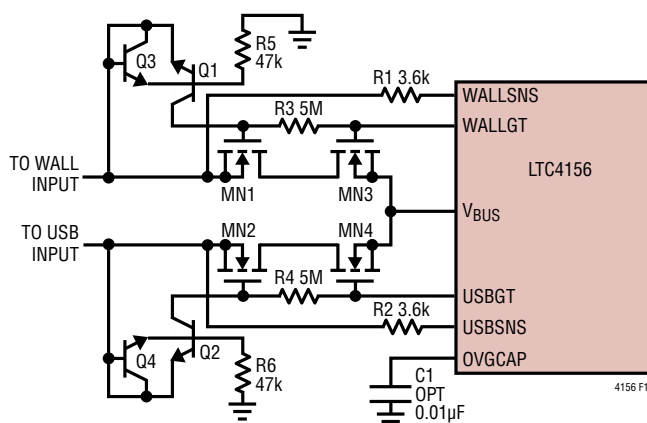 R5
47k
Q3
Q1
R1 3.6k
WALLSNS
R3 5M
WALLGT
LTC4156
TO WALL
INPUT
MN1
MN3
VBUS
TO USB
INPUT
MN2
MN4
R4 5M
USBGT
R2 3.6k
USBSNS
Q4
Q2
R6
47k
OVGCAP
C1
OPT
0.01µF
4156 F1